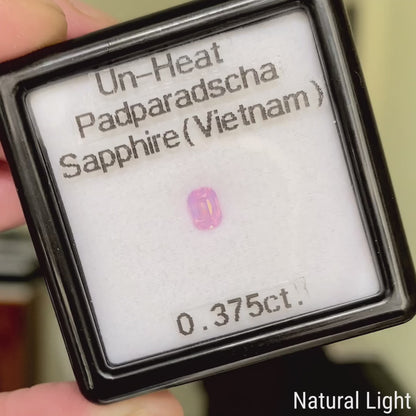 Un-Heat
Padparadscha
Sapphire(Vietnam)
0.375ct.
Natural Light